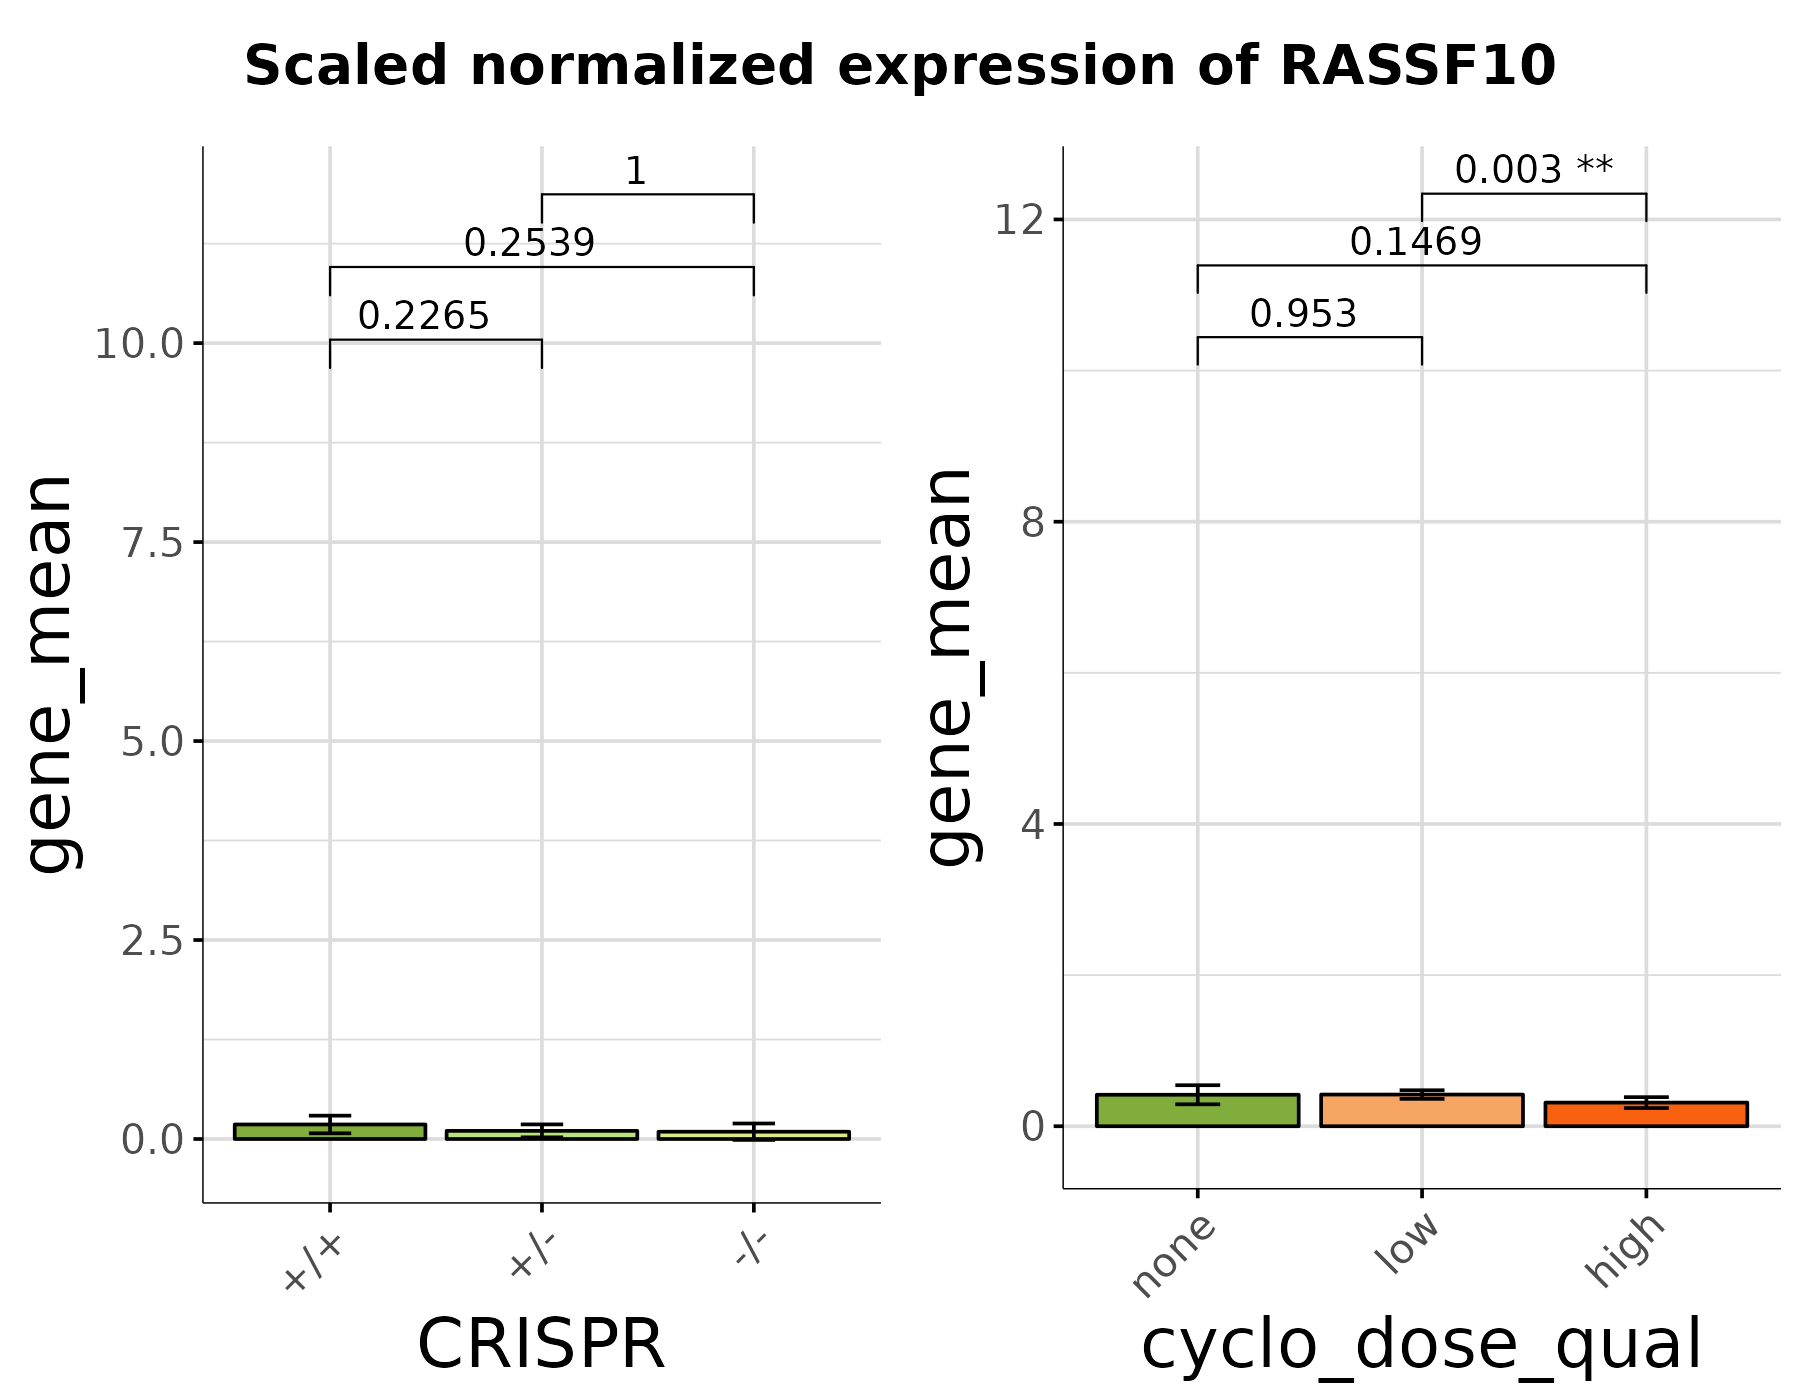 Scaled normalized expression of RASSF10
gene_mean
10.0
7.5
5.0
2.5
0.0
1
0.2539
0.2265
+/+
+/-
-/-
CRISPR
gene_mean
12
8
4
0
0.003 **
0.1469
0.953
none
low
high
cyclo_dose_qual